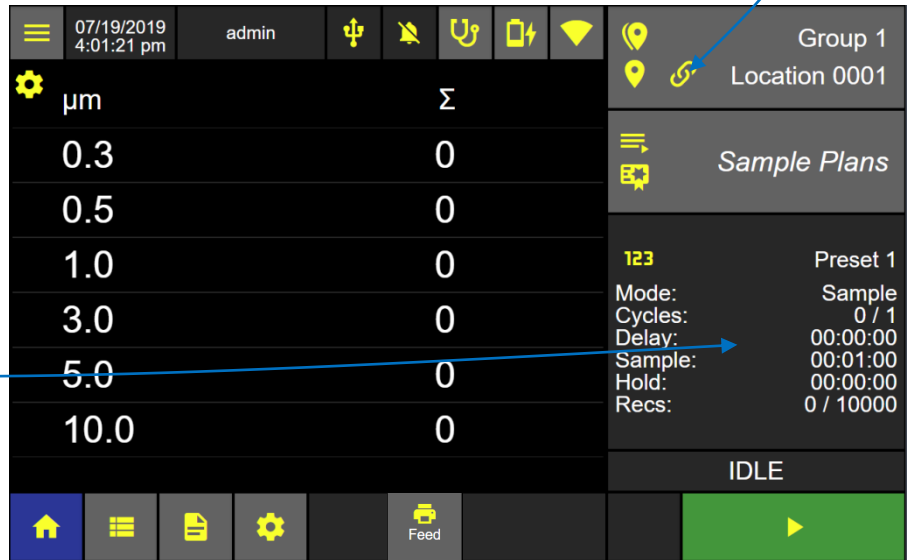 07/19/2019
4:01:21 pm
admin
Group 1
Location 0001
µm Σ
0.3 0
0.5 0
1.0 0
3.0 0
5.0 0
10.0 0
Sample Plans
123 Preset 1
Mode: Sample
Cycles: 0 / 1
Delay: 00:00:00
Sample: 00:01:00
Hold: 00:00:00
Recs: 0 / 10000
IDLE
Feed